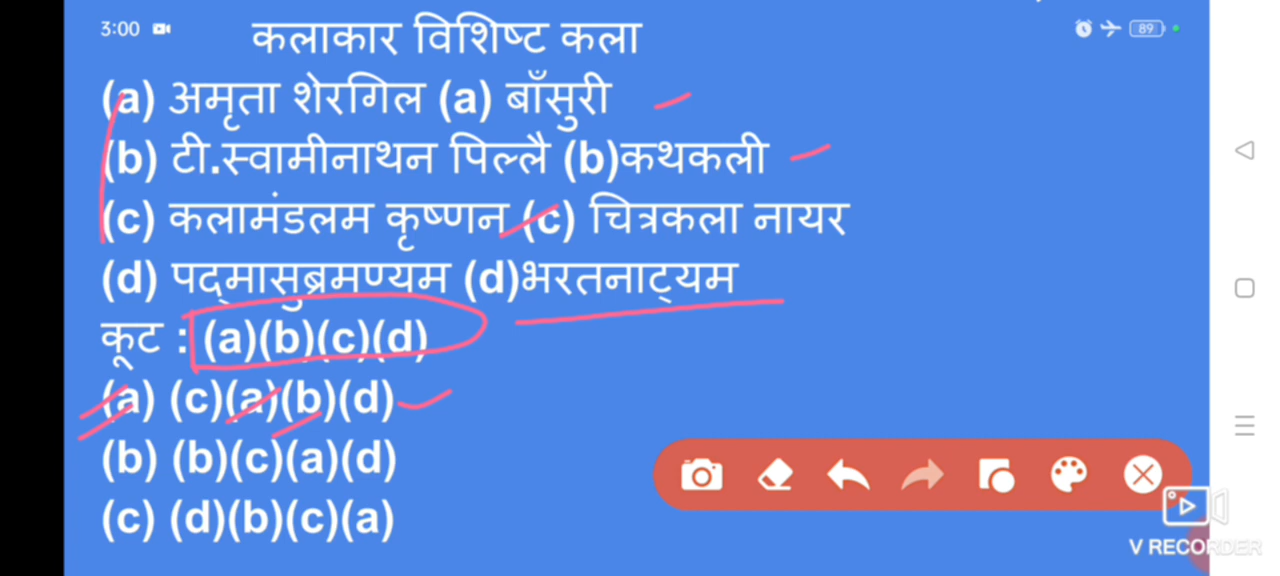 3:00
89
कलाकार विशिष्ट कला
(a) अमृता शेरगिल (a) बाँसुरी
(b) टी.स्वामीनाथन पिल्लै (b)कथकली
(c) कलामंडलम कृष्णन (c) चित्रकला नायर
(d) पद्मासुब्रमण्यम (d)भरतनाट्यम
कूट : (a)(b)(c)(d)
(a) (c)(a)(b)(d)
(b) (b)(c)(a)(d)
(c) (d)(b)(c)(a)
V RECORDER